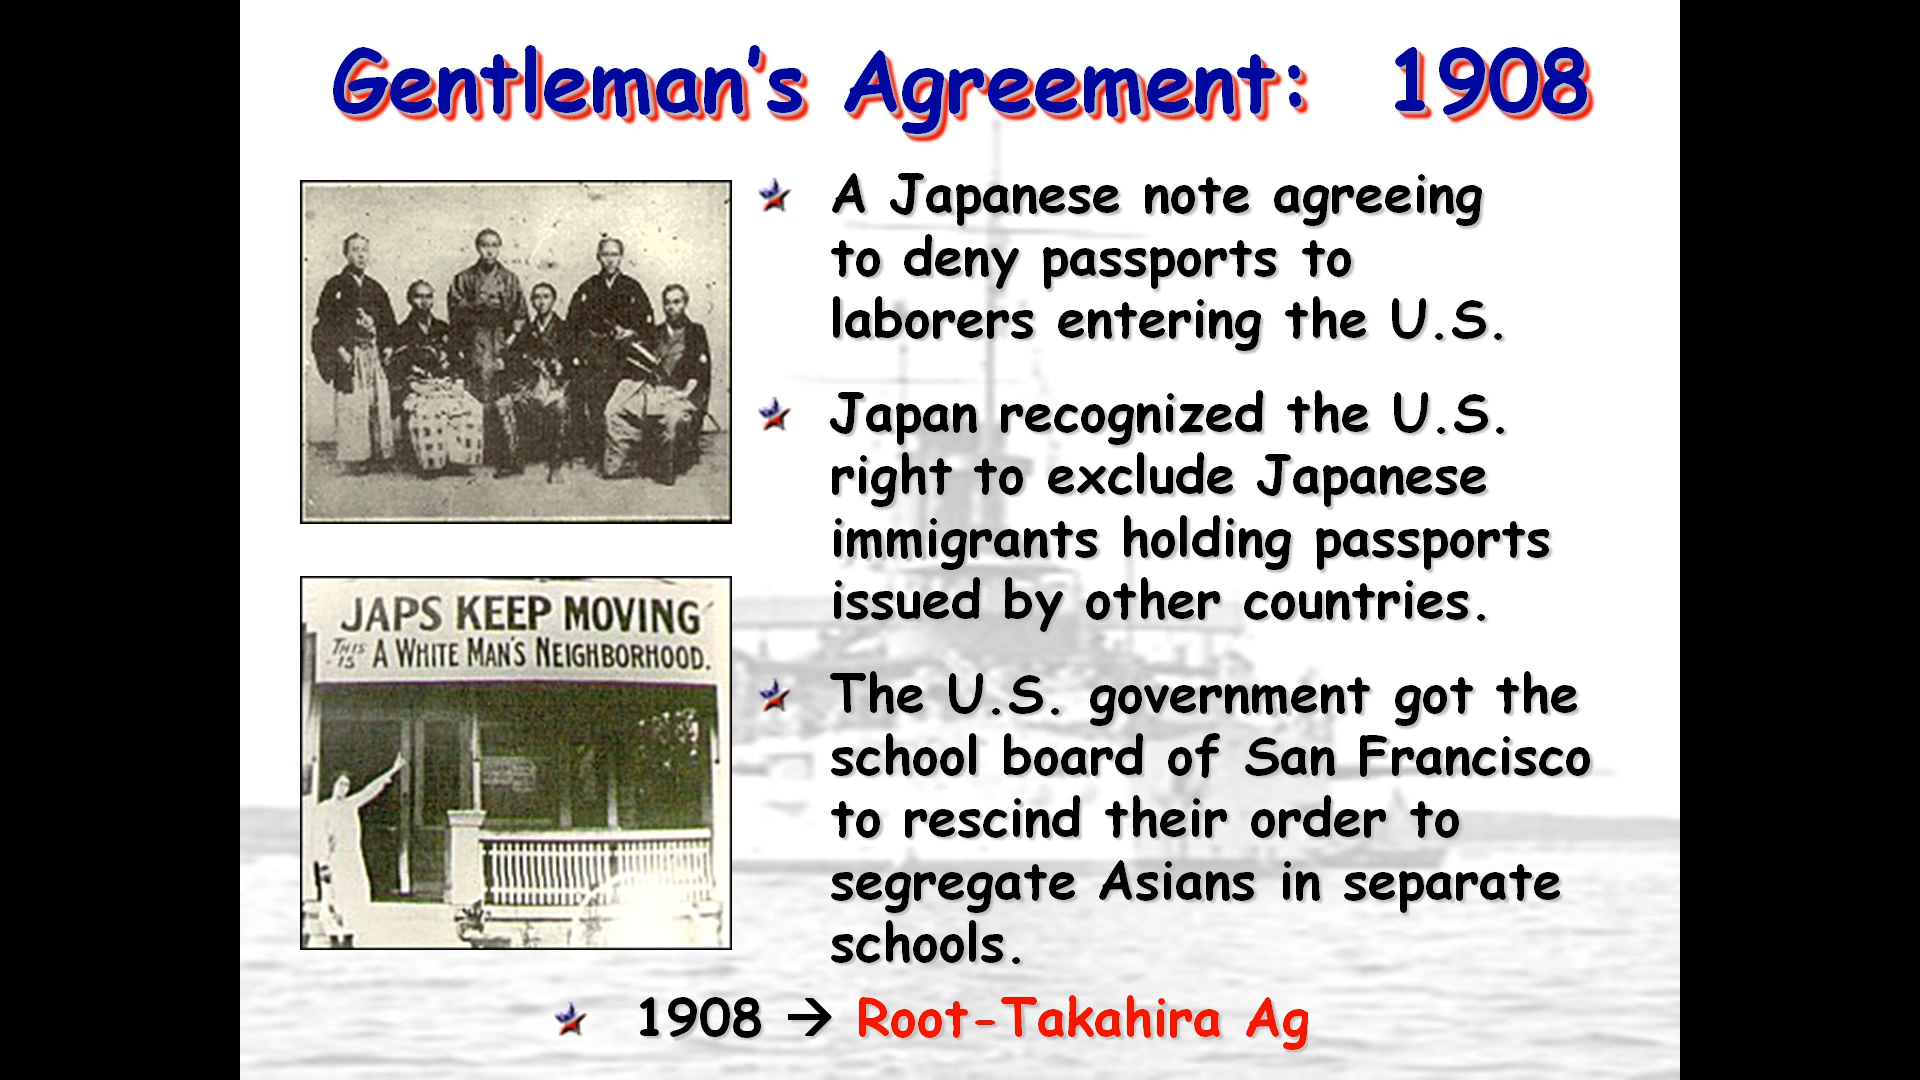 Gentleman's Agreement: 1908
A Japanese note agreeing
to deny passports to
laborers entering the U.S.
Japan recognized the U.S.
right to exclude Japanese
immigrants holding passports
issued by other countries.
The U.S. government got the
school board of San Francisco
to rescind their order to
segregate Asians in separate
schools.
1908 → Root-Takahira Ag
JAPS KEEP MOVING
THIS IS A WHITE MAN'S NEIGHBORHOOD.